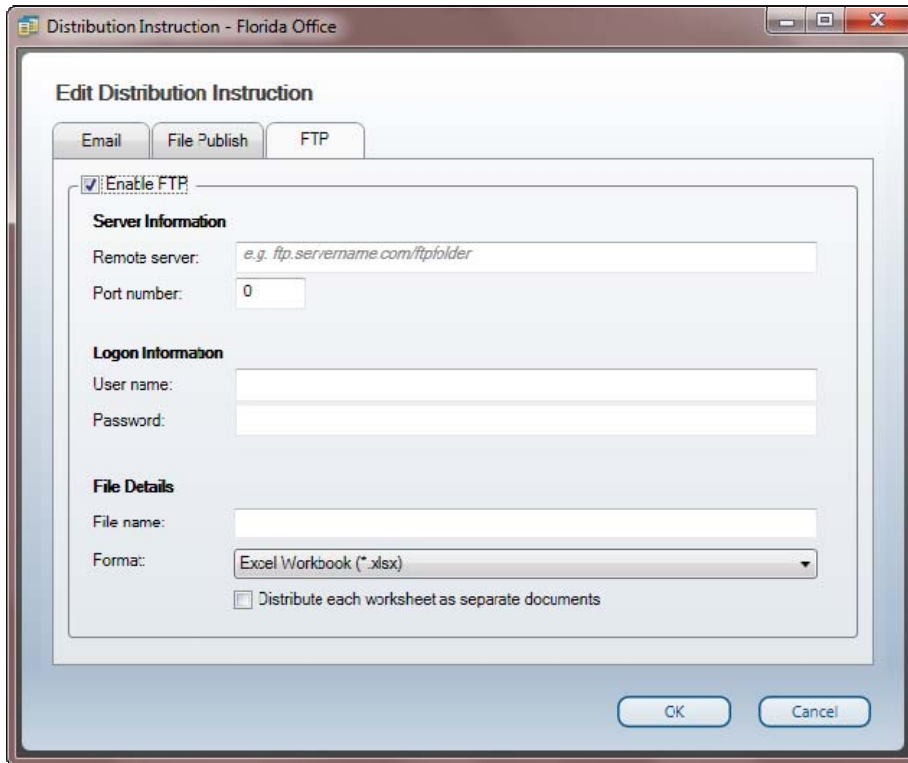 Distribution Instruction - Florida Office
Edit Distribution Instruction
Email File Publish FTP
Enable FTP
Server Information
Remote server: e.g. ftp.servername.com/ftpfolder
Port number: 0
Logon Information
User name:
Password:
File Details
File name:
Format: Excel Workbook (*.xlsx)
Distribute each worksheet as separate documents
OK Cancel